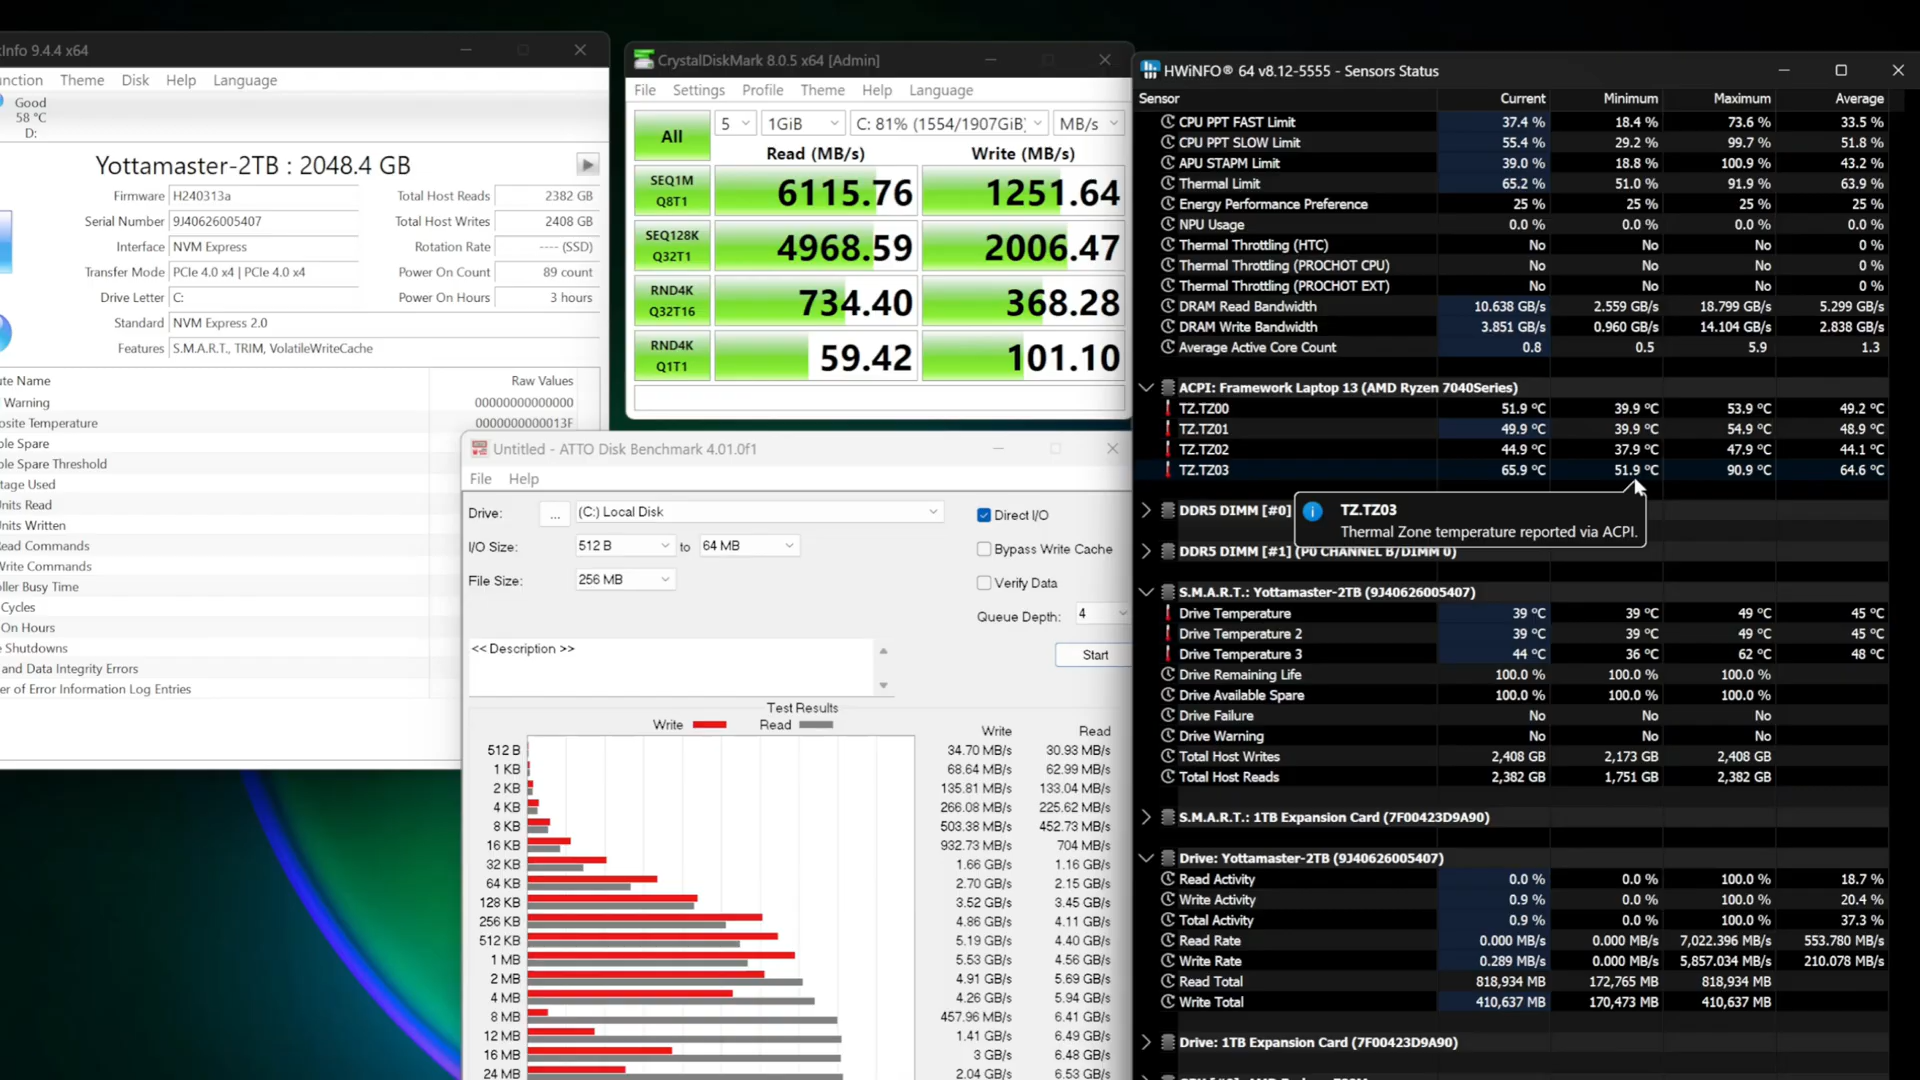 Info 9.4.4 x64
nction Theme Disk Help Language
Good
58 °C
D:
Yottamaster-2TB : 2048.4 GB
Firmware H240313a Total Host Reads 2382 GB
Serial Number 9J40626005407 Total Host Writes 2408 GB
Interface NVM Express Rotation Rate ---- (SSD)
Transfer Mode PCIe 4.0 x4 | PCIe 4.0 x4 Power On Count 89 count
Drive Letter C: Power On Hours 3 hours
Standard NVM Express 2.0
Features S.M.A.R.T., TRIM, VolatileWriteCache
ute Name Raw Values
l Warning 00000000000000
posite Temperature 0000000000013F
ble Spare
ble Spare Threshold
ntage Used
Units Read
Units Written
Read Commands
Write Commands
oller Busy Time
Cycles
On Hours
e Shutdowns
and Data Integrity Errors
er of Error Information Log Entries
CrystalDiskMark 8.0.5 x64 [Admin]
File Settings Profile Theme Help Language
All 5 1GiB C: 81% (1554/1907GiB) MB/s
Read (MB/s) Write (MB/s)
SEQ1M
Q8T1 6115.76 1251.64
SEQ128K
Q32T1 4968.59 2006.47
RND4K
Q32T16 734.40 368.28
RND4K
Q1T1 59.42 101.10
Untitled - ATTO Disk Benchmark 4.01.0f1
File Help
Drive: ... (C:) Local Disk
I/O Size: 512 B to 64 MB
File Size: 256 MB
Direct I/O
Bypass Write Cache
Verify Data
Queue Depth: 4
<< Description >>
Start
Test Results
Write Read
Write Read
512 B 34.70 MB/s 30.93 MB/s
1 KB 68.64 MB/s 62.99 MB/s
2 KB 135.81 MB/s 133.04 MB/s
4 KB 266.08 MB/s 225.62 MB/s
8 KB 503.38 MB/s 452.73 MB/s
16 KB 932.73 MB/s 704 MB/s
32 KB 1.66 GB/s 1.16 GB/s
64 KB 2.70 GB/s 2.15 GB/s
128 KB 3.52 GB/s 3.45 GB/s
256 KB 4.86 GB/s 4.11 GB/s
512 KB 5.19 GB/s 4.40 GB/s
1 MB 5.53 GB/s 4.56 GB/s
2 MB 4.91 GB/s 5.69 GB/s
4 MB 4.26 GB/s 5.94 GB/s
8 MB 457.96 MB/s 6.41 GB/s
12 MB 1.41 GB/s 6.49 GB/s
16 MB 3 GB/s 6.48 GB/s
24 MB 2.04 GB/s 6.53 GB/s
HWiNFO® 64 v8.12-5555 - Sensors Status
Sensor Current Minimum Maximum Average
CPU PPT FAST Limit 37.4 % 18.4 % 73.6 % 33.5 %
CPU PPT SLOW Limit 55.4 % 29.2 % 99.7 % 51.8 %
APU STAPM Limit 39.0 % 18.8 % 100.9 % 43.2 %
Thermal Limit 65.2 % 51.0 % 91.9 % 63.9 %
Energy Performance Preference 25 % 25 % 25 % 25 %
NPU Usage 0.0 % 0.0 % 0.0 % 0.0 %
Thermal Throttling (HTC) No No No 0 %
Thermal Throttling (PROCHOT CPU) No No No 0 %
Thermal Throttling (PROCHOT EXT) No No No 0 %
DRAM Read Bandwidth 10.638 GB/s 2.559 GB/s 18.799 GB/s 5.299 GB/s
DRAM Write Bandwidth 3.851 GB/s 0.960 GB/s 14.104 GB/s 2.838 GB/s
Average Active Core Count 0.8 0.5 5.9 1.3
ACPI: Framework Laptop 13 (AMD Ryzen 7040Series)
TZ.TZ00 51.9 °C 39.9 °C 53.9 °C 49.2 °C
TZ.TZ01 49.9 °C 39.9 °C 54.9 °C 48.9 °C
TZ.TZ02 44.9 °C 37.9 °C 47.9 °C 44.1 °C
TZ.TZ03 65.9 °C 51.9 °C 90.9 °C 64.6 °C
DDR5 DIMM [#0]
TZ.TZ03
Thermal Zone temperature reported via ACPI.
DDR5 DIMM [#1] (P0 CHANNEL B/DIMM 0)
S.M.A.R.T.: Yottamaster-2TB (9J40626005407)
Drive Temperature 39 °C 39 °C 49 °C 45 °C
Drive Temperature 2 39 °C 39 °C 49 °C 45 °C
Drive Temperature 3 44 °C 36 °C 62 °C 48 °C
Drive Remaining Life 100.0 % 100.0 % 100.0 %
Drive Available Spare 100.0 % 100.0 % 100.0 %
Drive Failure No No No
Drive Warning No No No
Total Host Writes 2,408 GB 2,173 GB 2,408 GB
Total Host Reads 2,382 GB 1,751 GB 2,382 GB
S.M.A.R.T.: 1TB Expansion Card (7F00423D9A90)
Drive: Yottamaster-2TB (9J40626005407)
Read Activity 0.0 % 0.0 % 100.0 % 18.7 %
Write Activity 0.9 % 0.0 % 100.0 % 20.4 %
Total Activity 0.9 % 0.0 % 100.0 % 37.3 %
Read Rate 0.000 MB/s 0.000 MB/s 7,022.396 MB/s 553.780 MB/s
Write Rate 0.289 MB/s 0.000 MB/s 5,857.034 MB/s 210.078 MB/s
Read Total 818,934 MB 172,765 MB 818,934 MB
Write Total 410,637 MB 170,473 MB 410,637 MB
Drive: 1TB Expansion Card (7F00423D9A90)